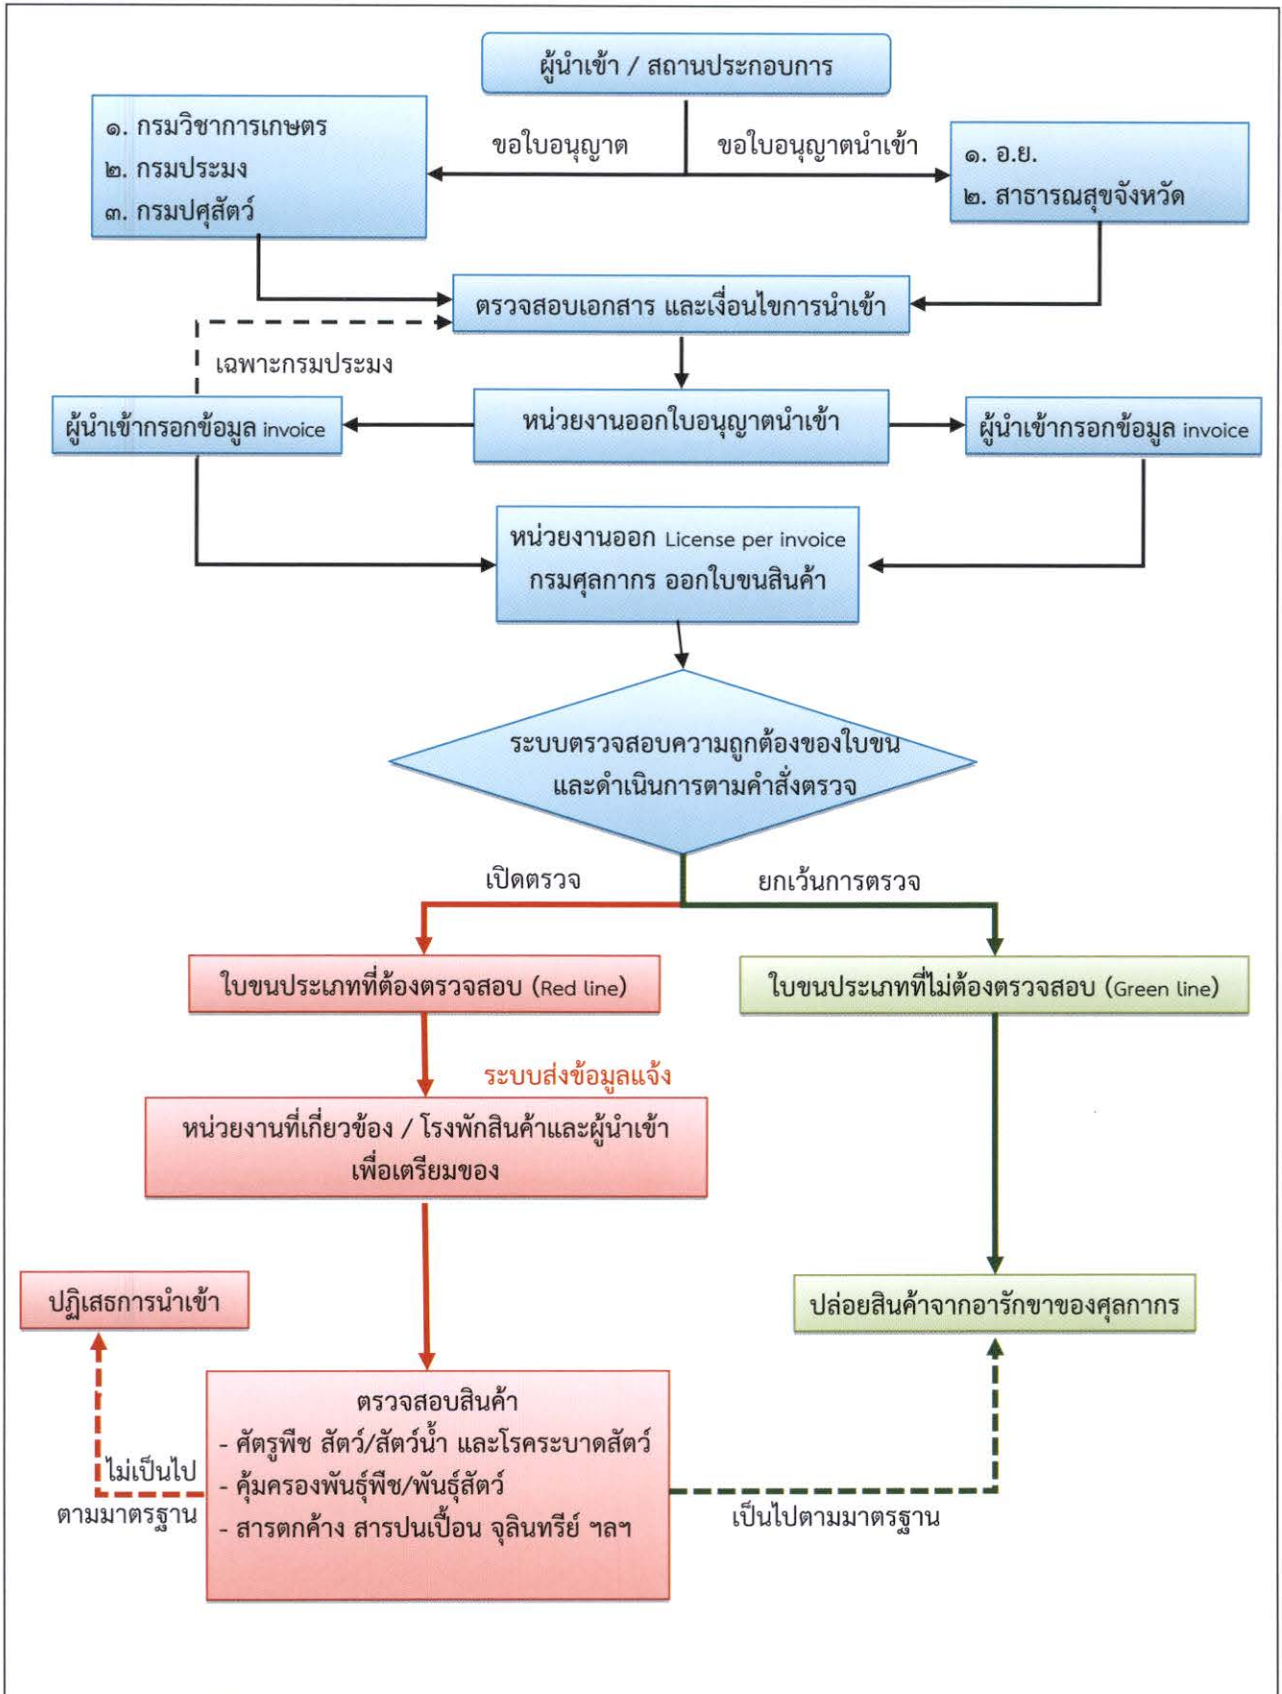 ผู้นำเข้า / สถานประกอบการ
๑. กรมวิชาการเกษตร
๒. กรมประมง
๓. กรมปศุสัตว์
ขอใบอนุญาต
ขอใบอนุญาตนำเข้า
๑. อ.ย.
๒. สาธารณสุขจังหวัด
ตรวจสอบเอกสาร และเงื่อนไขการนำเข้า
เฉพาะกรมประมง
ผู้นำเข้ากรอกข้อมูล invoice
หน่วยงานออกใบอนุญาตนำเข้า
ผู้นำเข้ากรอกข้อมูล invoice
หน่วยงานออก License per invoice
กรมศุลกากร ออกใบขนสินค้า
ระบบตรวจสอบความถูกต้องของใบขน
และดำเนินการตามคำสั่งตรวจ
เปิดตรวจ
ยกเว้นการตรวจ
ใบขนประเภทที่ต้องตรวจสอบ (Red line)
ใบขนประเภทที่ไม่ต้องตรวจสอบ (Green line)
ระบบส่งข้อมูลแจ้ง
หน่วยงานที่เกี่ยวข้อง / โรงพักสินค้าและผู้นำเข้า
เพื่อเตรียมของ
ปฏิเสธการนำเข้า
ปล่อยสินค้าจากอารักขาของศุลกากร
ตรวจสอบสินค้า
- ศัตรูพืช สัตว์/สัตว์น้ำ และโรคระบาดสัตว์
- คุ้มครองพันธุ์พืช/พันธุ์สัตว์
- สารตกค้าง สารปนเปื้อน จุลินทรีย์ ฯลฯ
ไม่เป็นไป
ตามมาตรฐาน
เป็นไปตามมาตรฐาน